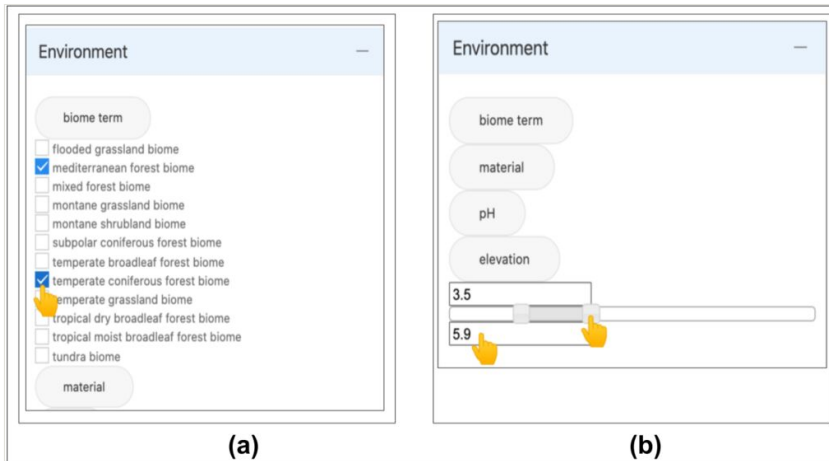 Environment
biome term
flooded grassland biome
mediterranean forest biome
mixed forest biome
montane grassland biome
montane shrubland biome
subpolar coniferous forest biome
temperate broadleaf forest biome
temperate coniferous forest biome
temperate grassland biome
tropical dry broadleaf forest biome
tropical moist broadleaf forest biome
tundra biome
material
(a)
Environment
biome term
material
pH
elevation
3.5
5.9
(b)